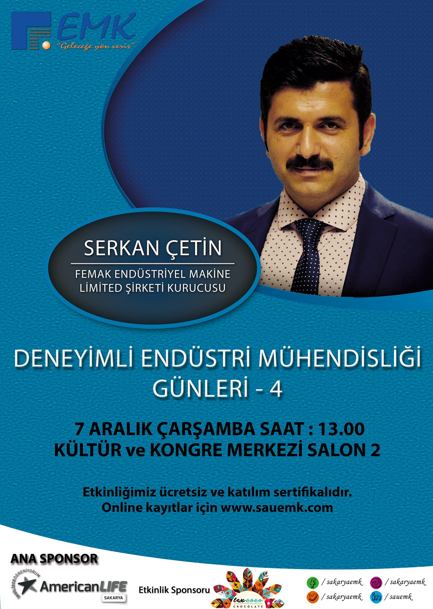 EMK
"Geleceğe yön verir"
SERKAN ÇETİN
FEMAK ENDÜSTRİYEL MAKİNE
LİMİTED ŞİRKETİ KURUCUSU
DENEYİMLİ ENDÜSTRİ MÜHENDİSLİĞİ
GÜNLERİ - 4
7 ARALIK ÇARŞAMBA SAAT : 13.00
KÜLTÜR ve KONGRE MERKEZİ SALON 2
Etkinliğimiz ücretsiz ve katılım sertifikalıdır.
Online kayıtlar için www.sauemk.com
ANA SPONSOR
AmericanLIFE
SAKARYA
Etkinlik Sponsoru
CHOCOLATE
/ sakaryaemk
/ sakaryaemk
/ sakaryaemk
/ sauemk